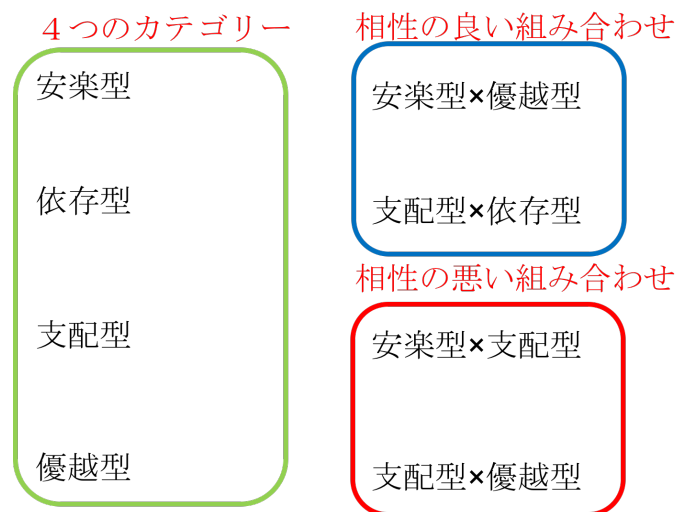 ４つのカテゴリー
安楽型
依存型
支配型
優越型
相性の良い組み合わせ
安楽型×優越型
支配型×依存型
相性の悪い組み合わせ
安楽型×支配型
支配型×優越型